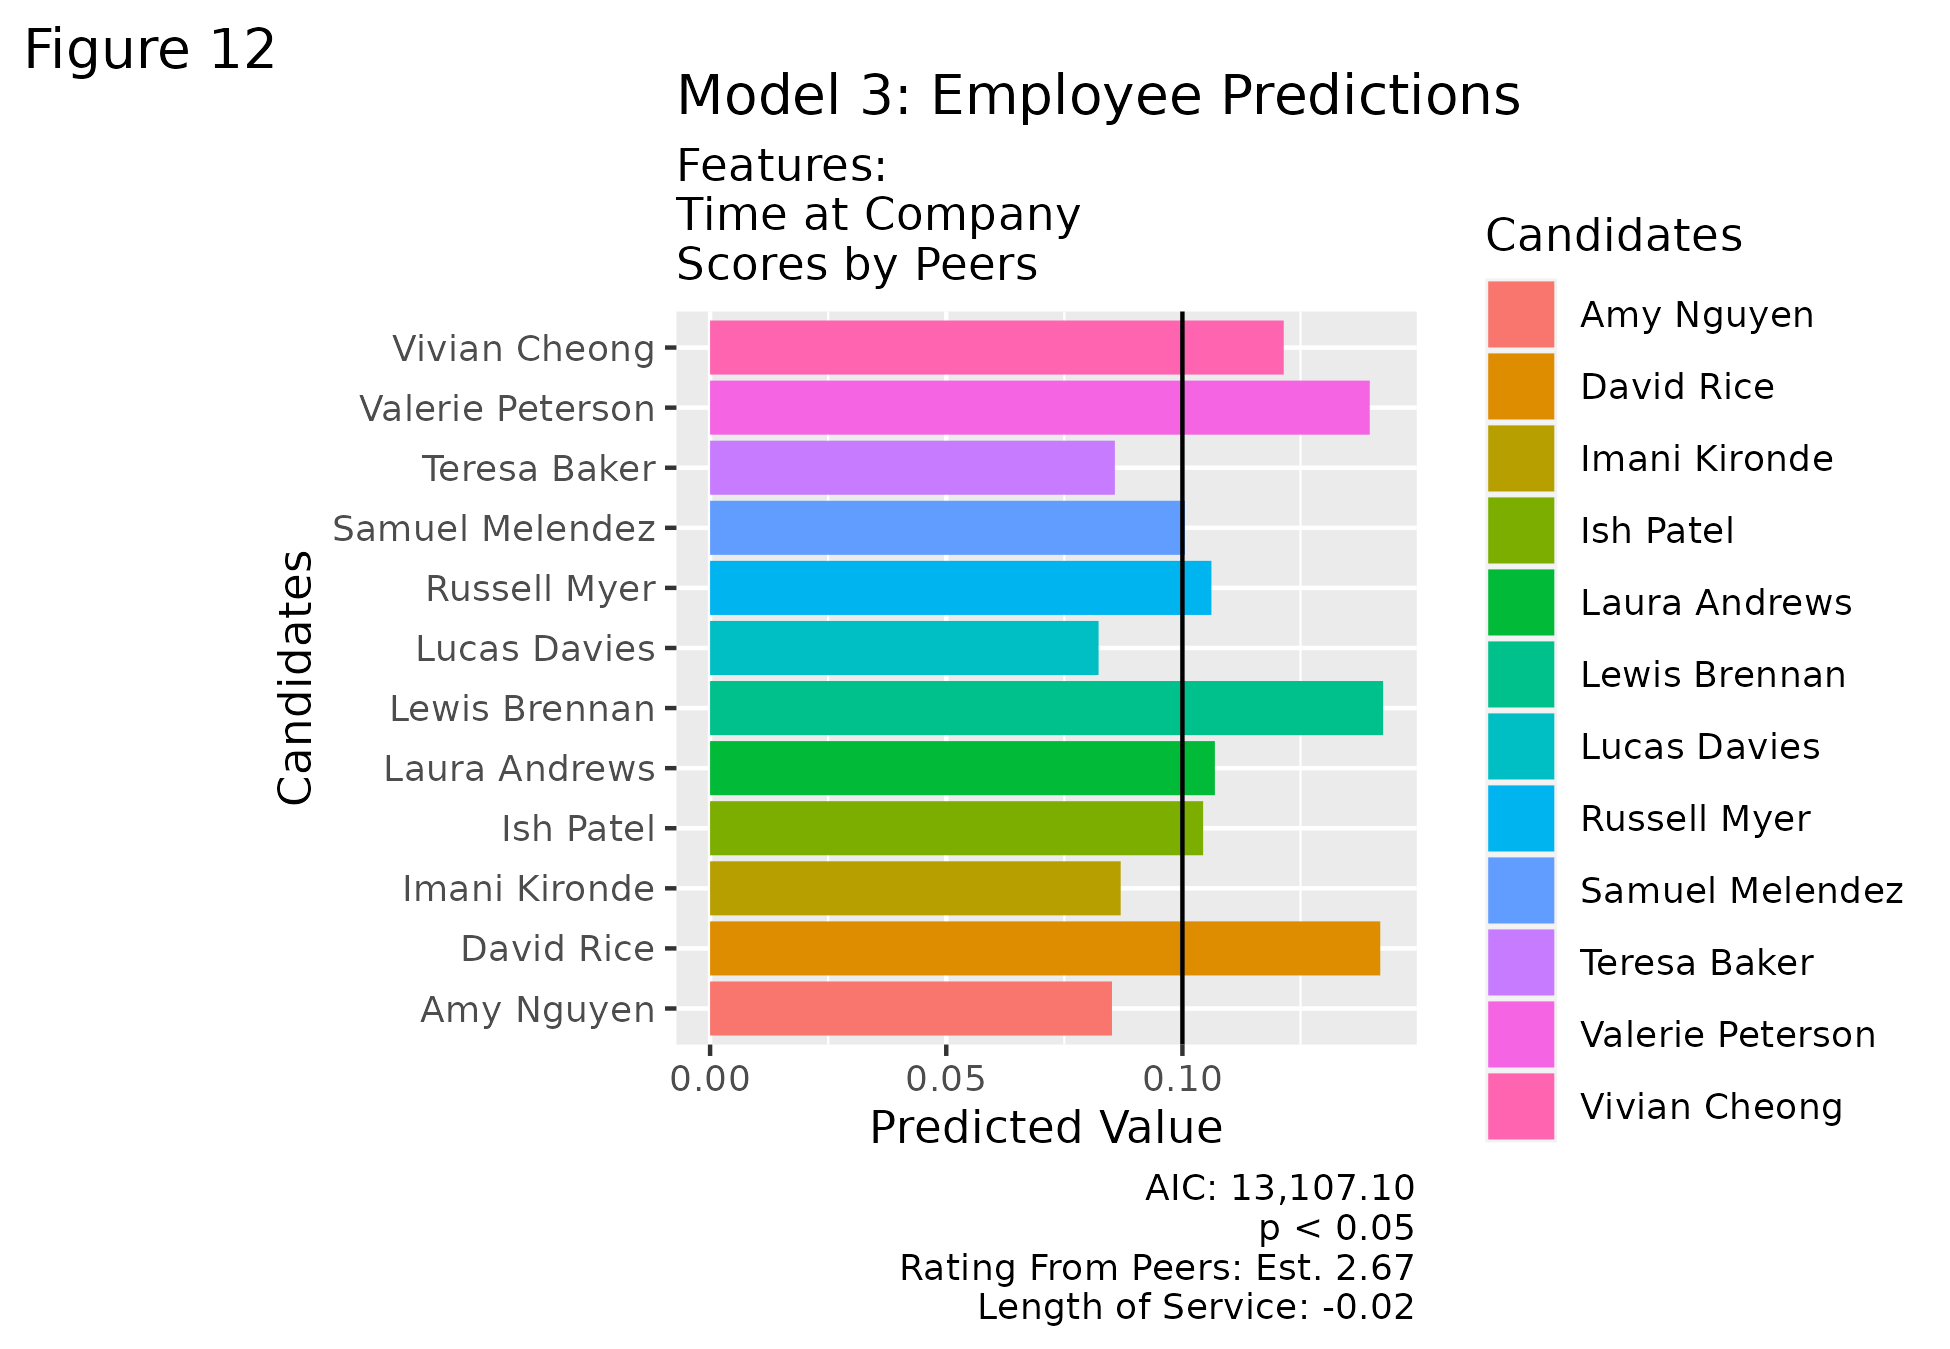 Figure 12
Model 3: Employee Predictions
Features:
Time at Company
Scores by Peers
Candidates
Vivian Cheong
Valerie Peterson
Teresa Baker
Samuel Melendez
Russell Myer
Lucas Davies
Lewis Brennan
Laura Andrews
Ish Patel
Imani Kironde
David Rice
Amy Nguyen
0.00 0.05 0.10
Predicted Value
Candidates
Amy Nguyen
David Rice
Imani Kironde
Ish Patel
Laura Andrews
Lewis Brennan
Lucas Davies
Russell Myer
Samuel Melendez
Teresa Baker
Valerie Peterson
Vivian Cheong
AIC: 13,107.10
p < 0.05
Rating From Peers: Est. 2.67
Length of Service: -0.02